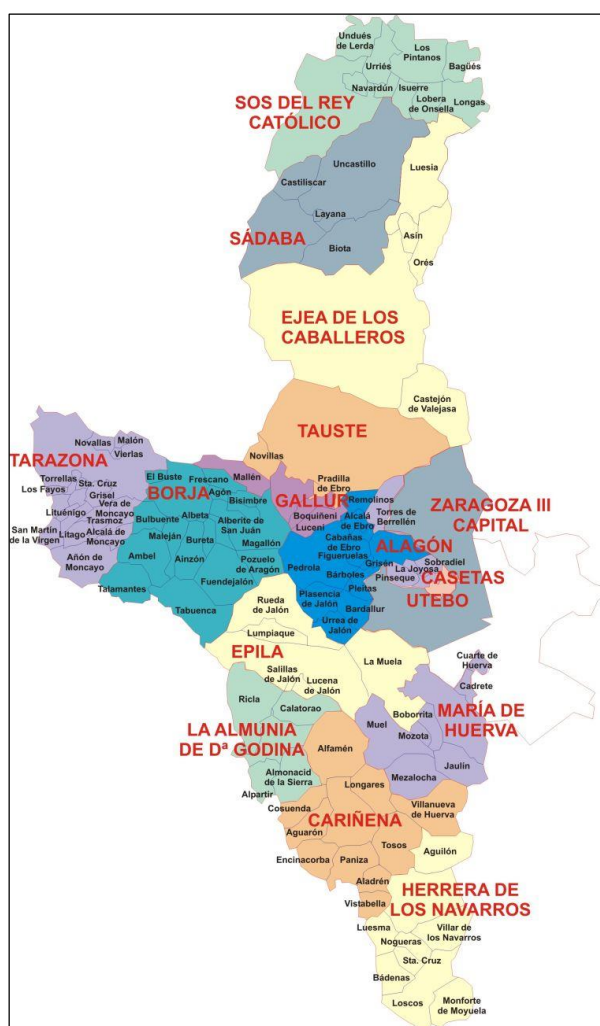 Undués
de Lerda
Los
Pintanos
Urriés
Bagüés
Navardún
Isuerre
SOS DEL REY
CATÓLICO
Lobera
de Onsella
Longas
Uncastillo
Luesia
Castiliscar
Layana
SÁDABA
Asín
Biota
Orés
EJEA DE LOS
CABALLEROS
Castejón
de Valejasa
TAUSTE
Novallas
Malón
Vierlas
Novillas
TARAZONA
El Buste
Frescano
Mallén
Pradilla
de Ebro
Remolinos
Torrellas
Los Fayos
Sta. Cruz
Grisel
BORJA
Agón
Bisimbre
GALLUR
ZARAGOZA III
CAPITAL
Lituénigo
Vera de
Moncayo
Trasmoz
Bulbuente
Albeta
Alberite de
San Juán
Boquiñeni
Luceni
Alcalá
de Ebro
Torres de
Berrellén
San Martín
de la Virgen
Litago
Alcalá de
Moncayo
Maleján
Bureta
Magallón
Cabañas
de Ebro
Figueruelas
ALAGÓN
Añón de
Moncayo
Ambel
Ainzón
Pozuelo
de Aragón
Pedrola
Grisén
La Joyosa
Sobradiel
Pinseque
CASETAS
Bárboles
Talamantes
Fuendejalón
Pleitas
UTEBO
Tabuenca
Rueda
de Jalón
Plasencia
de Jalón
Bardallur
Urrea de
Jalón
Lumpiaque
EPILA
La Muela
Cuarte de
Huerva
Salillas
de Jalón
Lucena
de Jalón
Cadrete
Ricla
Calatorao
Boborrita
MARÍA DE
HUERVA
LA ALMUNIA
DE Dª GODINA
Muel
Mozota
Alfamén
Jaulin
Almonacid
de la Sierra
Longares
Mezalocha
Alpartir
Cosuenda
Villanueva
de Huerva
CARIÑENA
Aguarón
Tosos
Encinacorba
Paniza
Aguilón
Aladrén
HERRERA DE
LOS NAVARROS
Vistabella
Luesma
Villar de
los Navarros
Nogueras
Sta. Cruz
Bádenas
Loscos
Monforte
de Moyuela